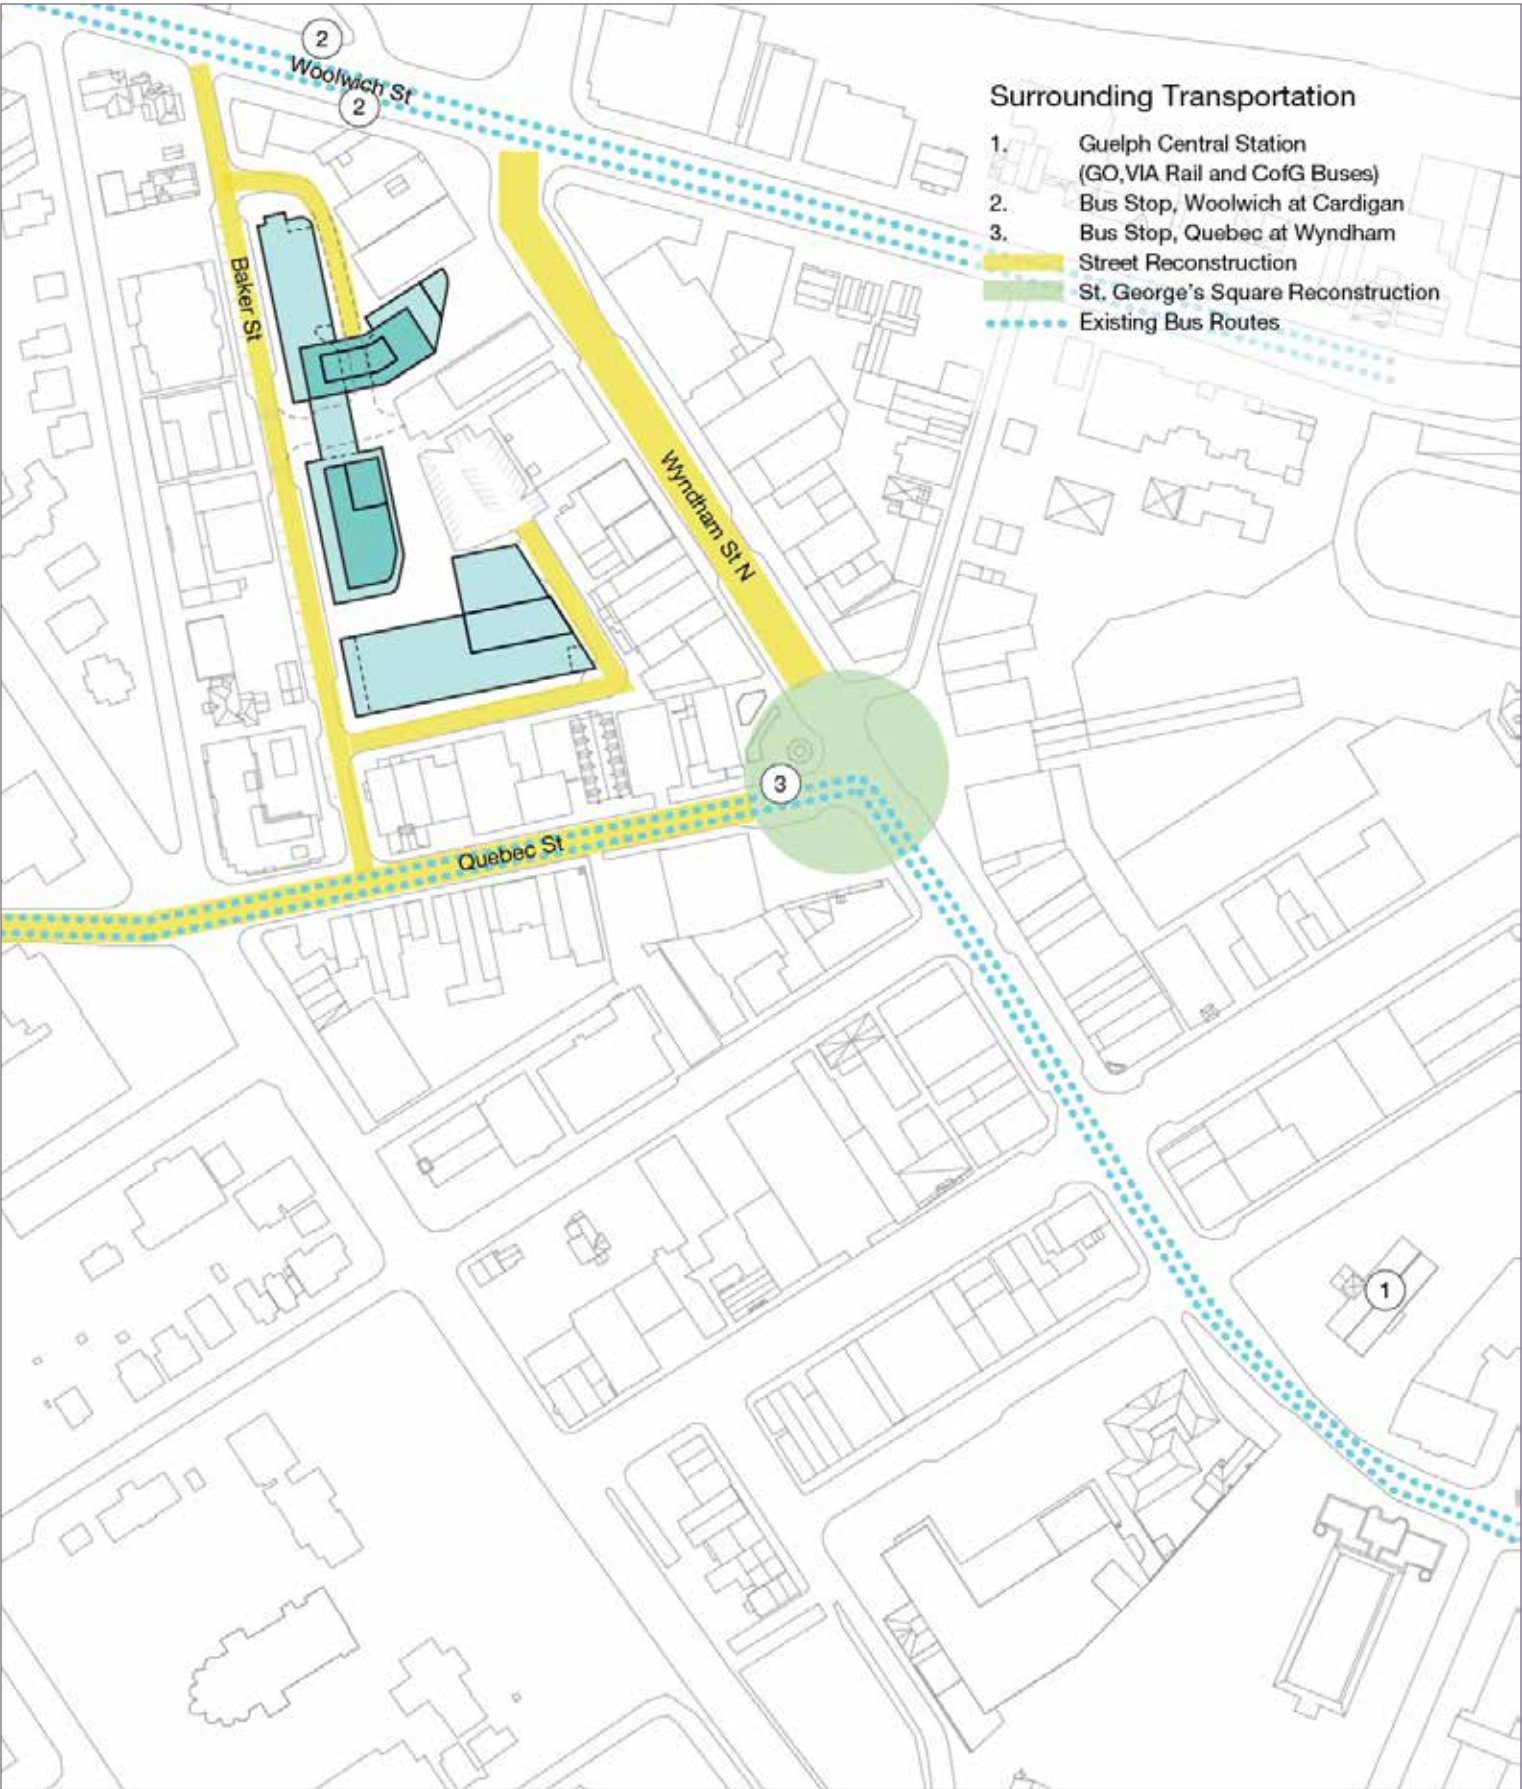 2
Woolwich St
2
Surrounding Transportation
1. Guelph Central Station
(GO,VIA Rail and CofG Buses)
2. Bus Stop, Woolwich at Cardigan
3. Bus Stop, Quebec at Wyndham
Street Reconstruction
St. George's Square Reconstruction
Existing Bus Routes
Baker St
Wyndham St N
3
Quebec St
1